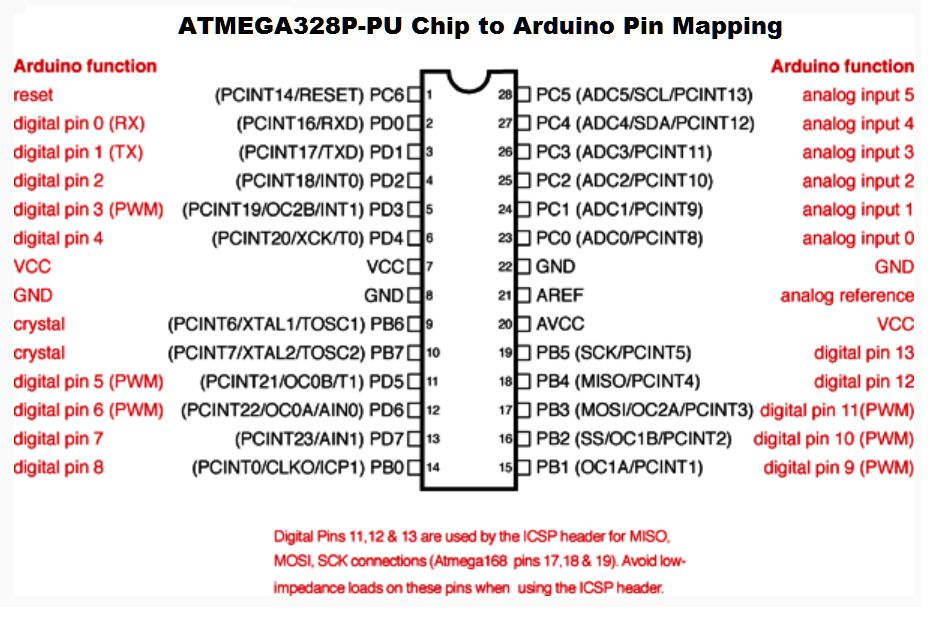 ATMEGA328P-PU Chip to Arduino Pin Mapping
Arduino function Arduino function
reset (PCINT14/RESET) PC6 1 28 PC5 (ADC5/SCL/PCINT13) analog input 5
digital pin 0 (RX) (PCINT16/RXD) PD0 2 27 PC4 (ADC4/SDA/PCINT12) analog input 4
digital pin 1 (TX) (PCINT17/TXD) PD1 3 26 PC3 (ADC3/PCINT11) analog input 3
digital pin 2 (PCINT18/INT0) PD2 4 25 PC2 (ADC2/PCINT10) analog input 2
digital pin 3 (PWM) (PCINT19/OC2B/INT1) PD3 5 24 PC1 (ADC1/PCINT9) analog input 1
digital pin 4 (PCINT20/XCK/T0) PD4 6 23 PC0 (ADC0/PCINT8) analog input 0
VCC VCC 7 22 GND GND
GND GND 8 21 AREF analog reference
crystal (PCINT6/XTAL1/TOSC1) PB6 9 20 AVCC VCC
crystal (PCINT7/XTAL2/TOSC2) PB7 10 19 PB5 (SCK/PCINT5) digital pin 13
digital pin 5 (PWM) (PCINT21/OC0B/T1) PD5 11 18 PB4 (MISO/PCINT4) digital pin 12
digital pin 6 (PWM) (PCINT22/OC0A/AIN0) PD6 12 17 PB3 (MOSI/OC2A/PCINT3) digital pin 11(PWM)
digital pin 7 (PCINT23/AIN1) PD7 13 16 PB2 (SS/OC1B/PCINT2) digital pin 10 (PWM)
digital pin 8 (PCINT0/CLKO/ICP1) PB0 14 15 PB1 (OC1A/PCINT1) digital pin 9 (PWM)
Digital Pins 11,12 & 13 are used by the ICSP header for MISO,
MOSI, SCK connections (Atmega168 pins 17,18 & 19). Avoid low-
impedance loads on these pins when using the ICSP header.